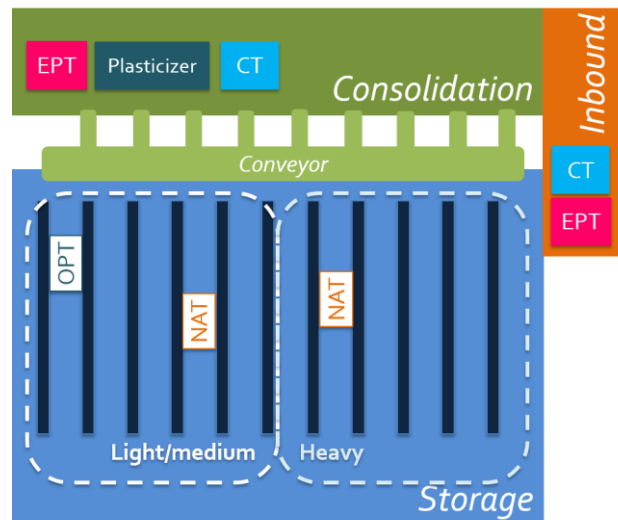 EPT
Plasticizer
CT
Consolidation
Inbound
Conveyor
CT
EPT
OPT
NAT
NAT
Light/medium
Heavy
Storage